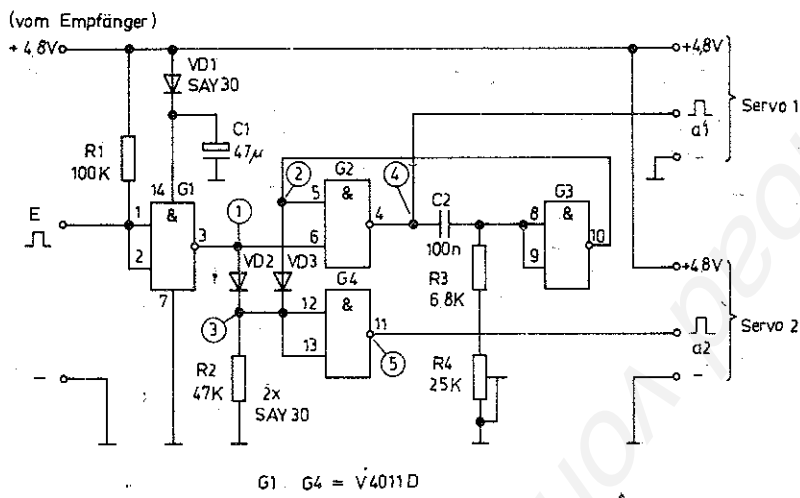 (vom Empfänger)
+4,8V
VD1
SAY30
R1
100K
C1
47µ
14
G1
&
E
1
2
3
7
1
2
G2
&
5
6
4
4
C2
100n
G3
&
8
9
10
VD2
VD3
G4
&
12
13
11
3
5
R2
47K
2x
SAY30
R3
6,8K
R4
25K
-
+4,8V
a1
-
Servo 1
+4,8V
a2
-
Servo 2
G1 G4 = V4011D